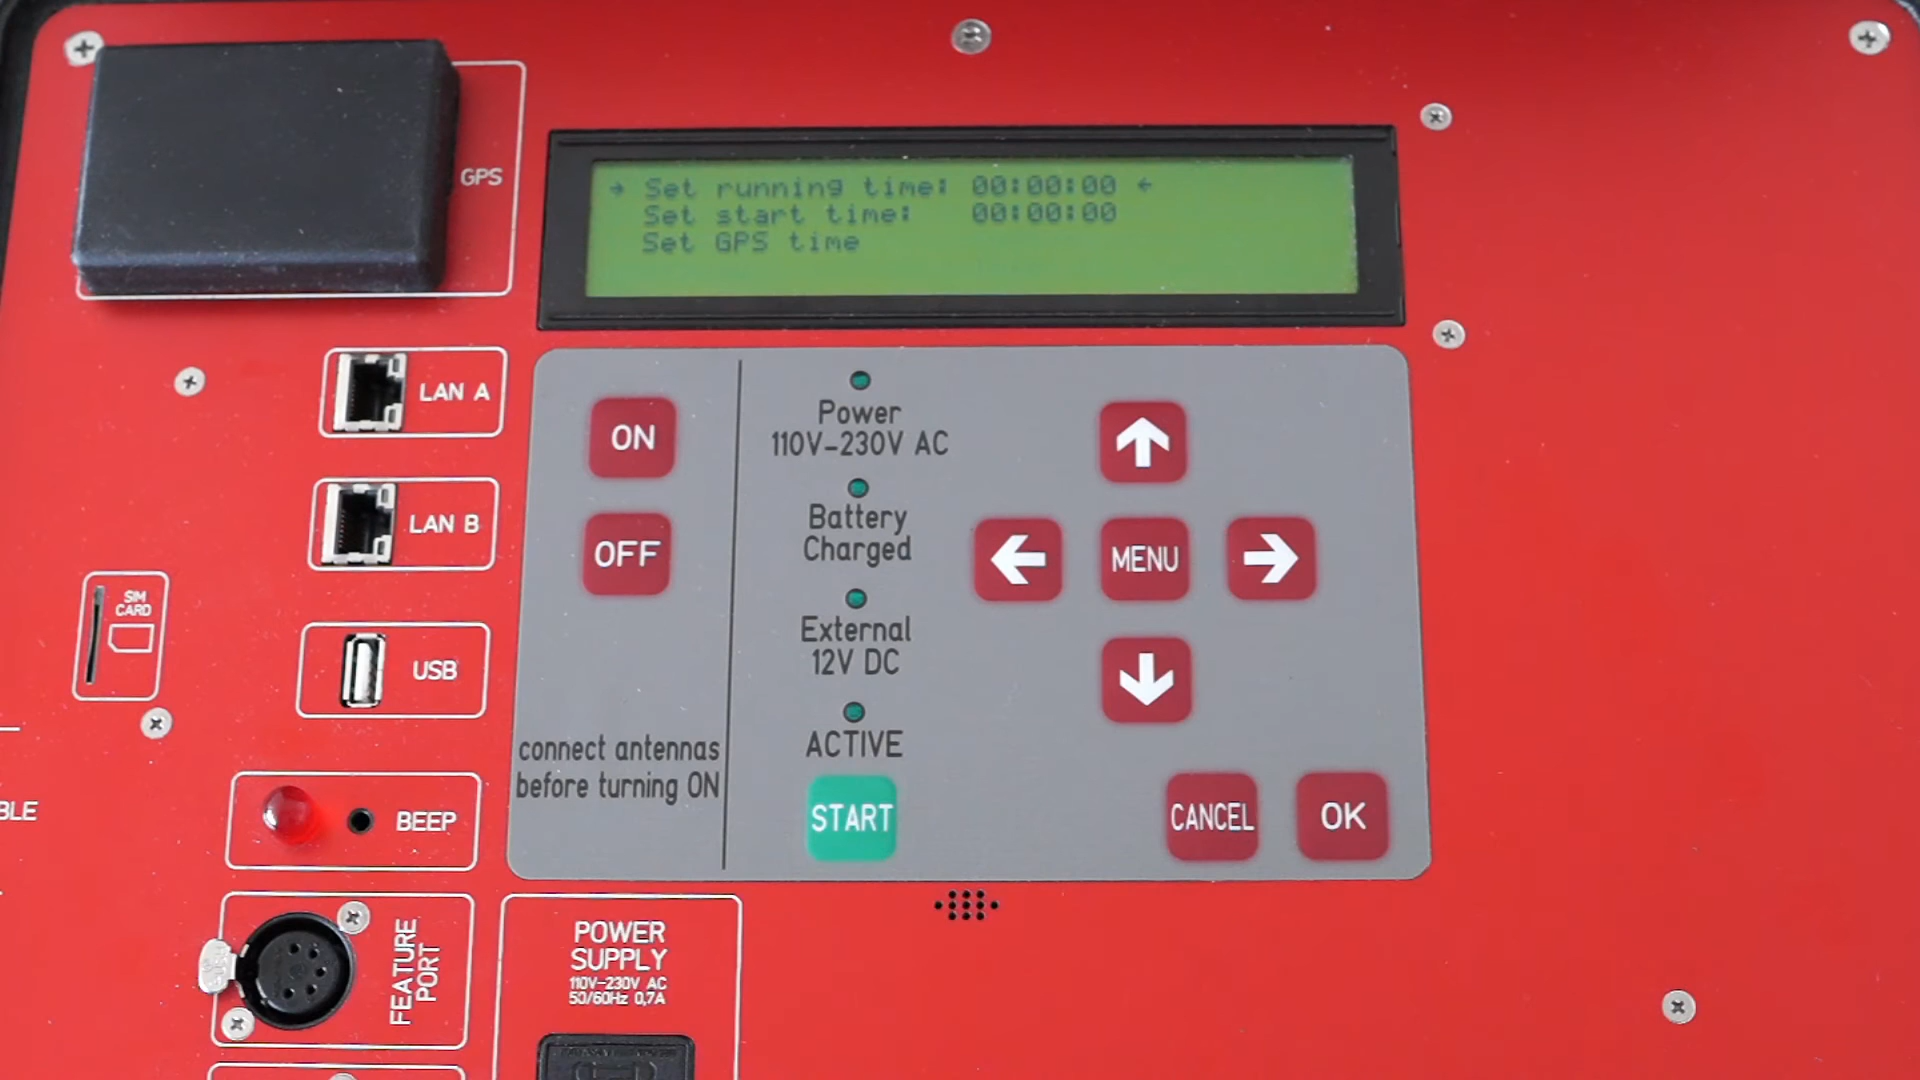 GPS
→ Set running time: 00:00:00 ←
Set start time: 00:00:00
Set GPS time
LAN A
LAN B
SIM
CARD
USB
BLE
BEEP
FEATURE
PORT
ON
OFF
connect antennas
before turning ON
Power
110V-230V AC
Battery
Charged
External
12V DC
ACTIVE
START
↑
← MENU →
↓
CANCEL OK
POWER
SUPPLY
110V-230V AC
50/60Hz 0,7A